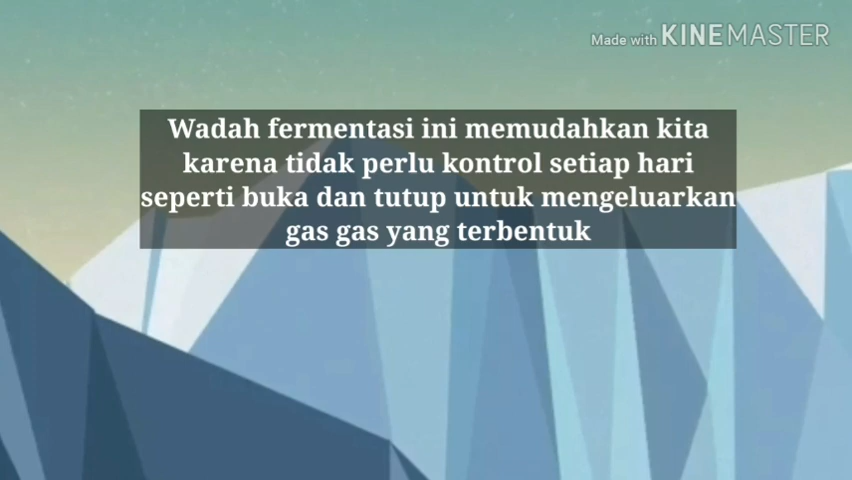 Made with KINEMASTER
Wadah fermentasi ini memudahkan kita
karena tidak perlu kontrol setiap hari
seperti buka dan tutup untuk mengeluarkan
gas gas yang terbentuk